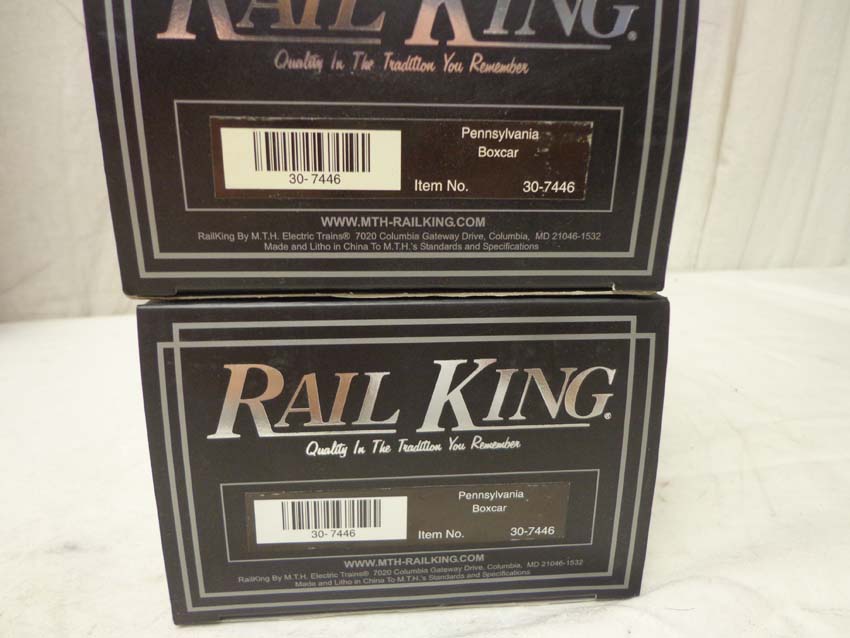 RAIL KING®
Quality In The Tradition You Remember
Pennsylvania
Boxcar
30-7446
Item No. 30-7446
WWW.MTH-RAILKING.COM
RailKing By M.T.H. Electric Trains® 7020 Columbia Gateway Drive, Columbia, MD 21046-1532
Made and Litho in China To M.T.H.'s Standards and Specifications
RAIL KING®
Quality In The Tradition You Remember
Pennsylvania
Boxcar
30-7446
Item No. 30-7446
WWW.MTH-RAILKING.COM
RailKing By M.T.H. Electric Trains® 7020 Columbia Gateway Drive, Columbia, MD 21046-1532
Made and Litho in China To M.T.H.'s Standards and Specifications